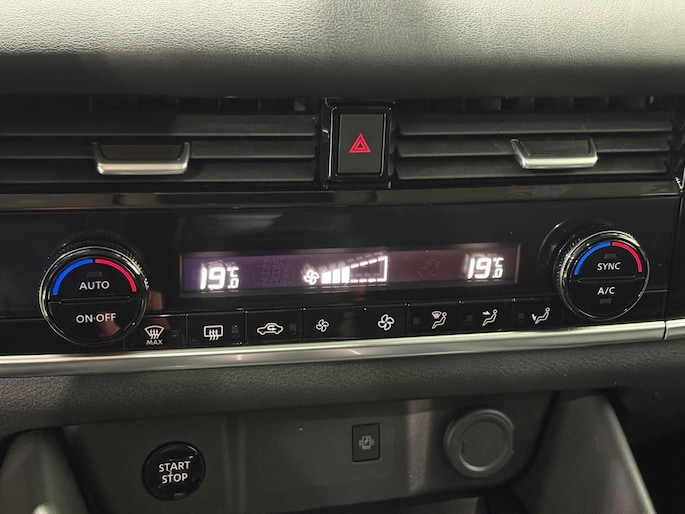 19.0°C
19.0°C
AUTO
ON·OFF
SYNC
A/C
MAX
START
STOP